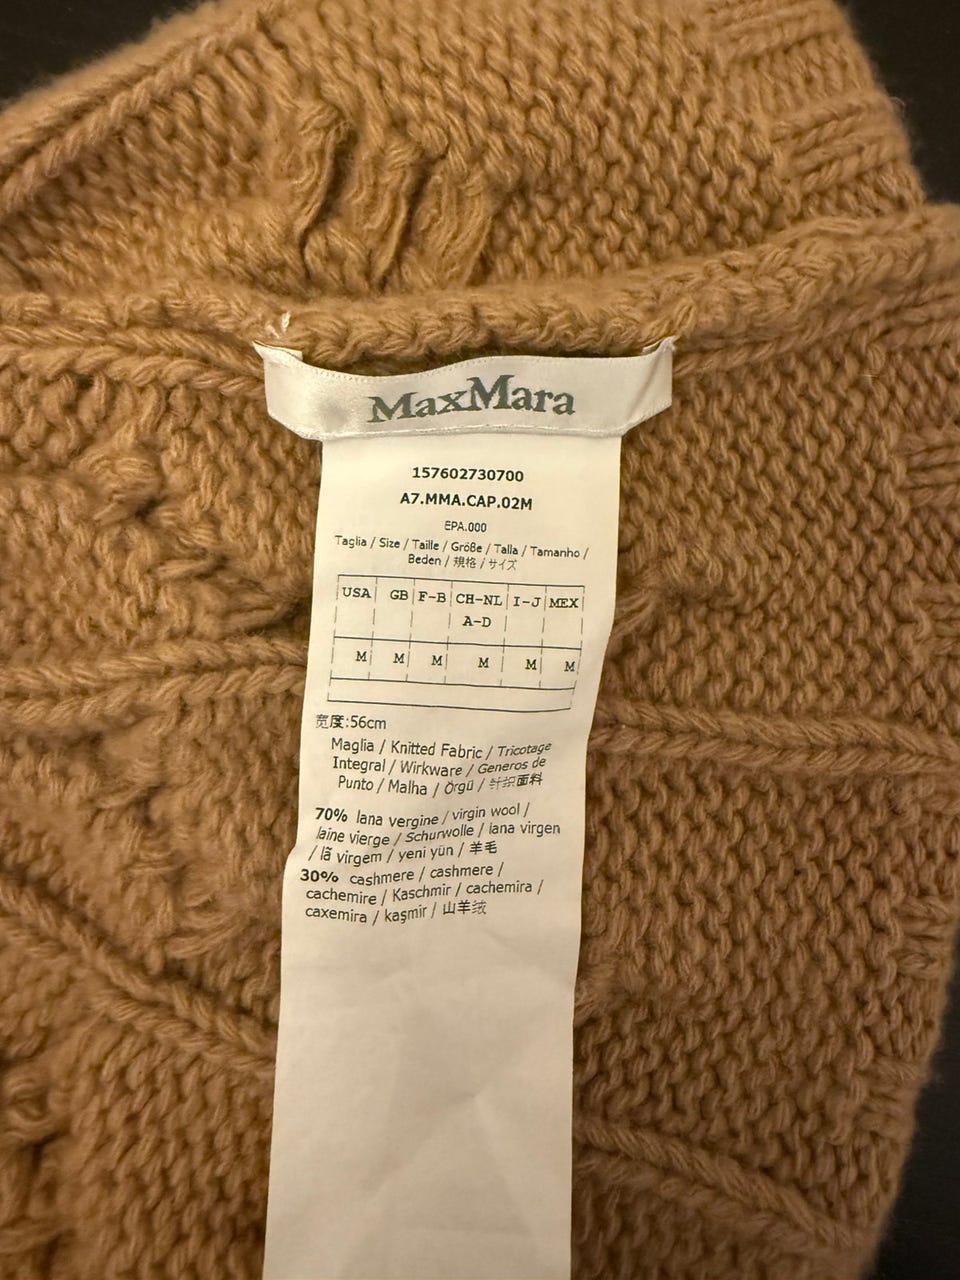 MaxMara
157602730700
A7.MMA.CAP.02M
EPA.000
Taglia / Size / Taille / Größe / Talla / Tamanho /
Beden / 規格 / サイズ
USA GB F-B CH-NL I-J MEX
A-D
M M M M M M
宽度:56cm
Maglia / Knitted Fabric / Tricotage
Integral / Wirkware / Generos de
Punto / Malha / Örgü / 针织面料
70% lana vergine / virgin wool /
laine vierge / Schurwolle / lana virgen
/ lã virgem / yeni yün / 羊毛
30% cashmere / cashmere /
cachemire / Kaschmir / cachemira /
caxemira / kaşmir / 山羊绒